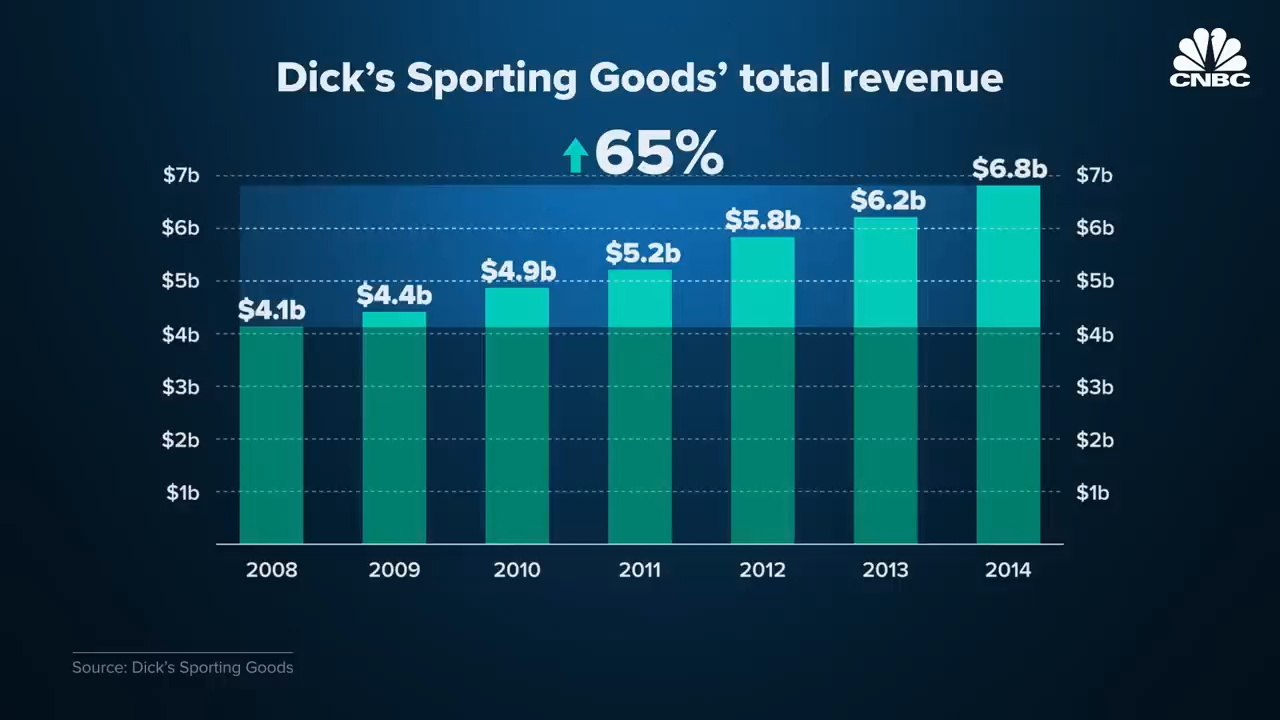 CNBC
Dick’s Sporting Goods’ total revenue
65%
$7b
$6b
$5b
$4b
$3b
$2b
$1b
$4.1b
$4.4b
$4.9b
$5.2b
$5.8b
$6.2b
$6.8b
$7b
$6b
$5b
$4b
$3b
$2b
$1b
2008 2009 2010 2011 2012 2013 2014
Source: Dick’s Sporting Goods